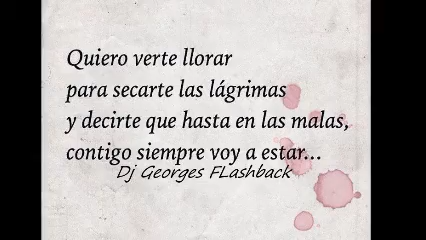 Quiero verte llorar
para secarte las lágrimas
y decirte que hasta en las malas,
contigo siempre voy a estar...
Dj Georges FLashback